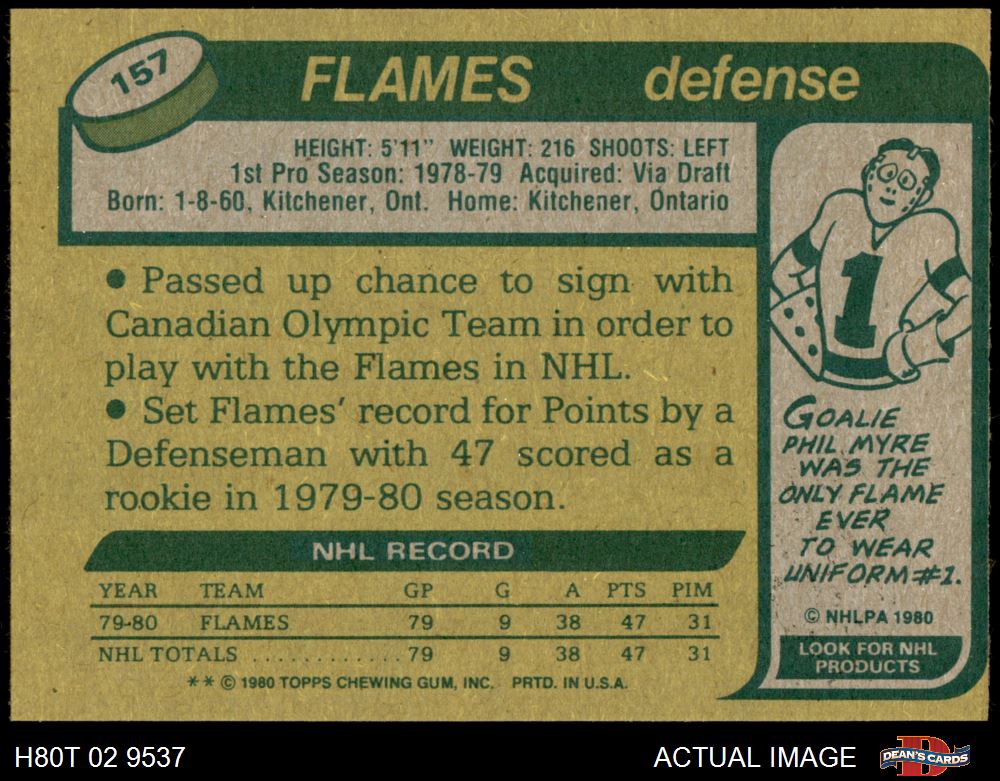 157
FLAMES defense
HEIGHT: 5'11" WEIGHT: 216 SHOOTS: LEFT
1st Pro Season: 1978-79 Acquired: Via Draft
Born: 1-8-60, Kitchener, Ont. Home: Kitchener, Ontario
● Passed up chance to sign with
Canadian Olympic Team in order to
play with the Flames in NHL.
● Set Flames' record for Points by a
Defenseman with 47 scored as a
rookie in 1979-80 season.
NHL RECORD
YEAR TEAM GP G A PTS PIM
79-80 FLAMES 79 9 38 47 31
NHL TOTALS ............ 79 9 38 47 31
** © 1980 TOPPS CHEWING GUM, INC. PRTD. IN U.S.A.
1
GOALIE
PHIL MYRE
WAS THE
ONLY FLAME
EVER
TO WEAR
UNIFORM #1.
© NHLPA 1980
LOOK FOR NHL
PRODUCTS
H80T 02 9537
ACTUAL IMAGE
DEAN'S CARDS